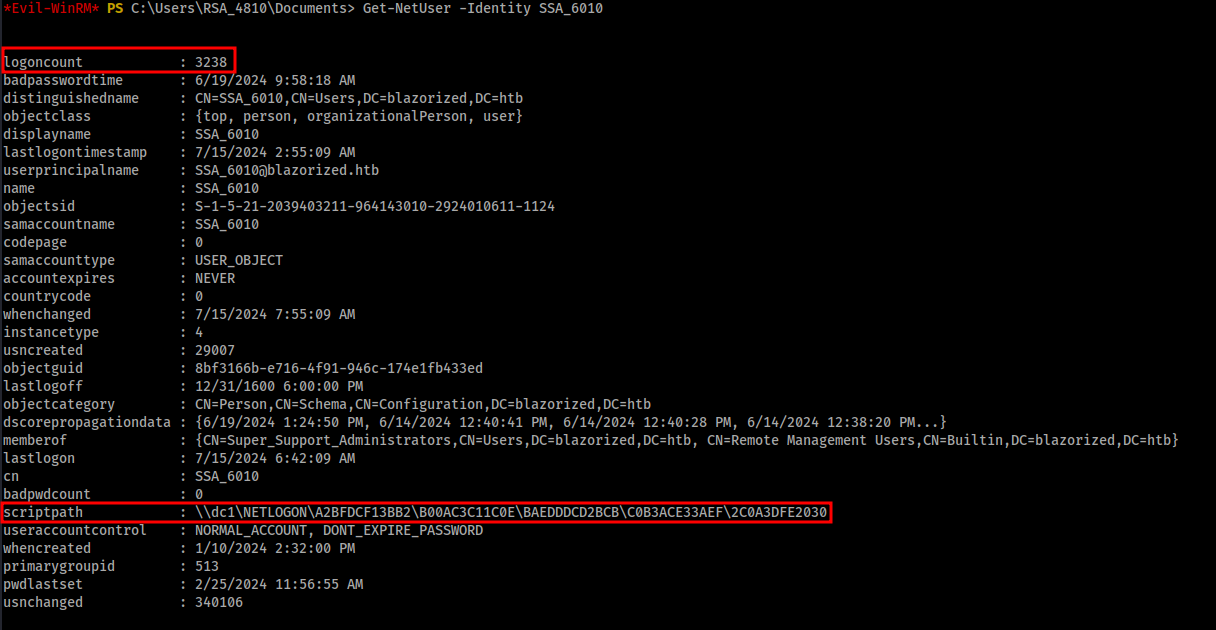 *Evil-WinRM* PS C:\Users\RSA_4810\Documents> Get-NetUser -Identity SSA_6010
logoncount            : 3238
badpasswordtime       : 6/19/2024 9:58:18 AM
distinguishedname     : CN=SSA_6010,CN=Users,DC=blazorized,DC=htb
objectclass           : {top, person, organizationalPerson, user}
displayname           : SSA_6010
lastlogontimestamp    : 7/15/2024 2:55:09 AM
userprincipalname     : SSA_6010@blazorized.htb
name                  : SSA_6010
objectsid             : S-1-5-21-2039403211-964143010-2924010611-1124
samaccountname        : SSA_6010
codepage              : 0
samaccounttype        : USER_OBJECT
accountexpires        : NEVER
countrycode           : 0
whenchanged           : 7/15/2024 7:55:09 AM
instancetype          : 4
usncreated            : 29007
objectguid            : 8bf3166b-e716-4f91-946c-174e1fb433ed
lastlogoff            : 12/31/1600 6:00:00 PM
objectcategory        : CN=Person,CN=Schema,CN=Configuration,DC=blazorized,DC=htb
dscorepropagationdata : {6/19/2024 1:24:50 PM, 6/14/2024 12:40:41 PM, 6/14/2024 12:40:28 PM, 6/14/2024 12:38:20 PM...}
memberof              : {CN=Super_Support_Administrators,CN=Users,DC=blazorized,DC=htb, CN=Remote Management Users,CN=Builtin,DC=blazorized,DC=htb}
lastlogon             : 7/15/2024 6:42:09 AM
cn                    : SSA_6010
badpwdcount           : 0
scriptpath            : \\dc1\NETLOGON\A2BFDCF13BB2\B00AC3C11C0E\BAEDDDCD2BCB\C0B3ACE33AEF\2C0A3DFE2030
useraccountcontrol    : NORMAL_ACCOUNT, DONT_EXPIRE_PASSWORD
whencreated           : 1/10/2024 2:32:00 PM
primarygroupid        : 513
pwdlastset            : 2/25/2024 11:56:55 AM
usnchanged            : 340106